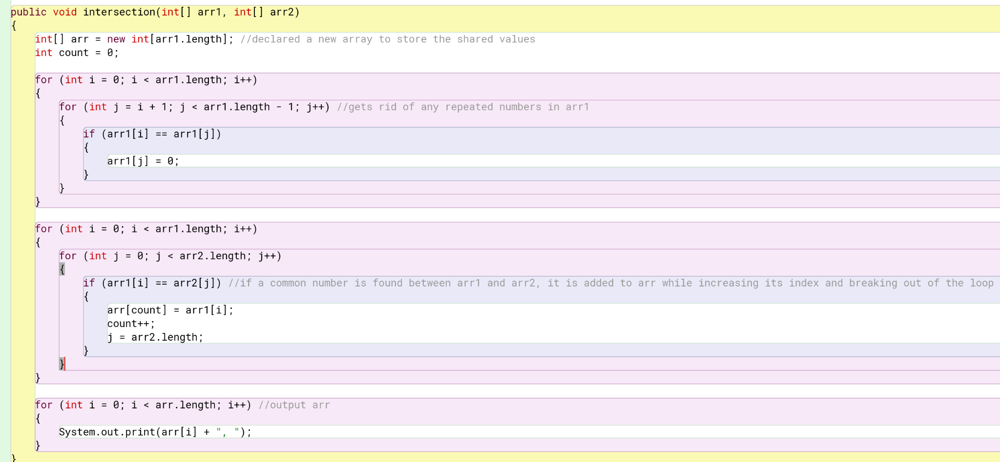 public void intersection(int[] arr1, int[] arr2)
{
    int[] arr = new int[arr1.length]; //declared a new array to store the shared values
    int count = 0;

    for (int i = 0; i < arr1.length; i++)
    {
        for (int j = i + 1; j < arr1.length - 1; j++) //gets rid of any repeated numbers in arr1
        {
            if (arr1[i] == arr1[j])
            {
                arr1[j] = 0;
            }
        }
    }

    for (int i = 0; i < arr1.length; i++)
    {
        for (int j = 0; j < arr2.length; j++)
        {
            if (arr1[i] == arr2[j]) //if a common number is found between arr1 and arr2, it is added to arr while increasing its index and breaking out of the loop
            {
                arr[count] = arr1[i];
                count++;
                j = arr2.length;
            }
        }
    }

    for (int i = 0; i < arr.length; i++) //output arr
    {
        System.out.print(arr[i] + ", ");
    }
}